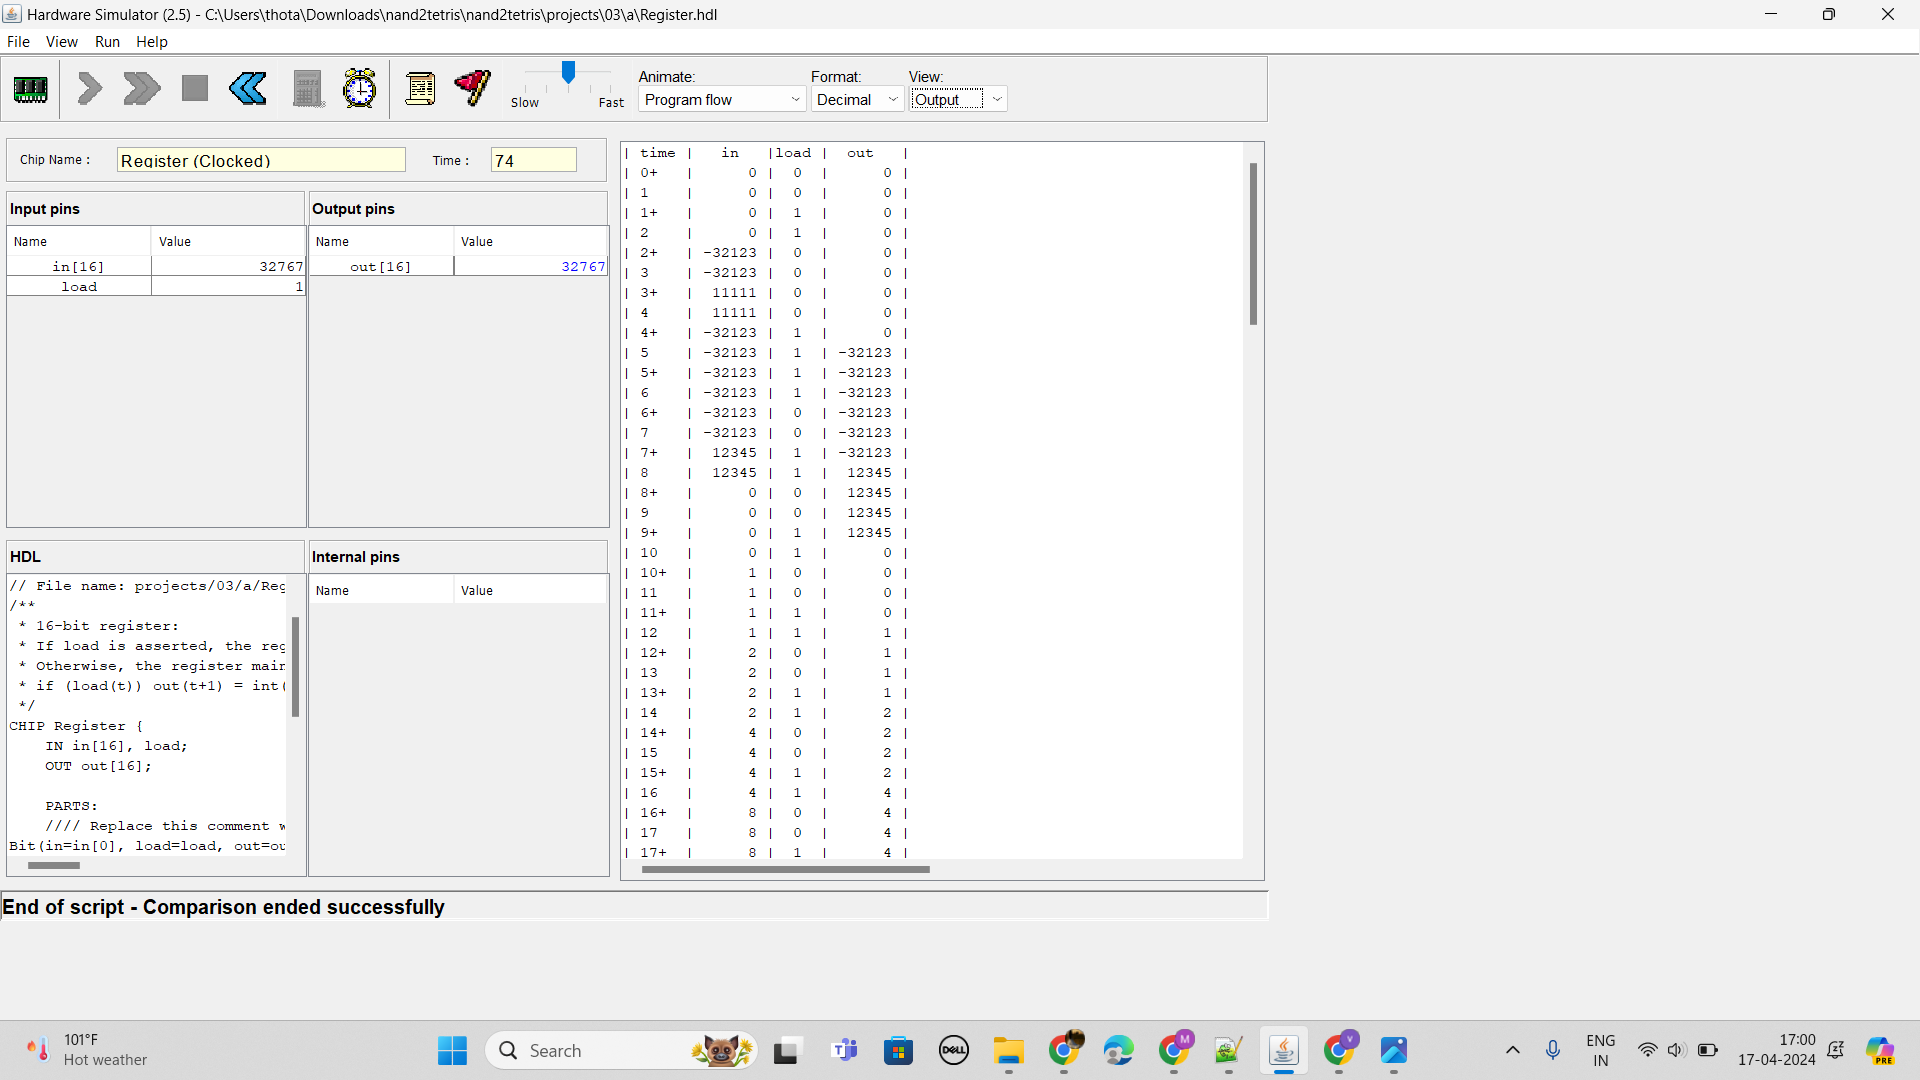 Hardware Simulator (2.5) - C:\Users\thota\Downloads\nand2tetris\nand2tetris\projects\03\a\Register.hdl
File View Run Help
Slow Fast
Animate: Format: View:
Program flow Decimal Output
Chip Name : Register (Clocked) Time : 74
Input pins
Name Value
in[16] 32767
load 1
Output pins
Name Value
out[16] 32767
HDL
// File name: projects/03/a/Reg
/**
* 16-bit register:
* If load is asserted, the reg
* Otherwise, the register main
* if (load(t)) out(t+1) = int(
*/
CHIP Register {
IN in[16], load;
OUT out[16];
PARTS:
//// Replace this comment w
Bit(in=in[0], load=load, out=ou
Internal pins
Name Value
| time | in |load | out |
| 0+ | 0 | 0 | 0 |
| 1 | 0 | 0 | 0 |
| 1+ | 0 | 1 | 0 |
| 2 | 0 | 1 | 0 |
| 2+ | -32123 | 0 | 0 |
| 3 | -32123 | 0 | 0 |
| 3+ | 11111 | 0 | 0 |
| 4 | 11111 | 0 | 0 |
| 4+ | -32123 | 1 | 0 |
| 5 | -32123 | 1 | -32123 |
| 5+ | -32123 | 1 | -32123 |
| 6 | -32123 | 1 | -32123 |
| 6+ | -32123 | 0 | -32123 |
| 7 | -32123 | 0 | -32123 |
| 7+ | 12345 | 1 | -32123 |
| 8 | 12345 | 1 | 12345 |
| 8+ | 0 | 0 | 12345 |
| 9 | 0 | 0 | 12345 |
| 9+ | 0 | 1 | 12345 |
| 10 | 0 | 1 | 0 |
| 10+ | 1 | 0 | 0 |
| 11 | 1 | 0 | 0 |
| 11+ | 1 | 1 | 0 |
| 12 | 1 | 1 | 1 |
| 12+ | 2 | 0 | 1 |
| 13 | 2 | 0 | 1 |
| 13+ | 2 | 1 | 1 |
| 14 | 2 | 1 | 2 |
| 14+ | 4 | 0 | 2 |
| 15 | 4 | 0 | 2 |
| 15+ | 4 | 1 | 2 |
| 16 | 4 | 1 | 4 |
| 16+ | 8 | 0 | 4 |
| 17 | 8 | 0 | 4 |
| 17+ | 8 | 1 | 4 |
End of script - Comparison ended successfully
101°F
Hot weather
Search
DELL
M
V
ENG
IN
17:00
17-04-2024
PRE